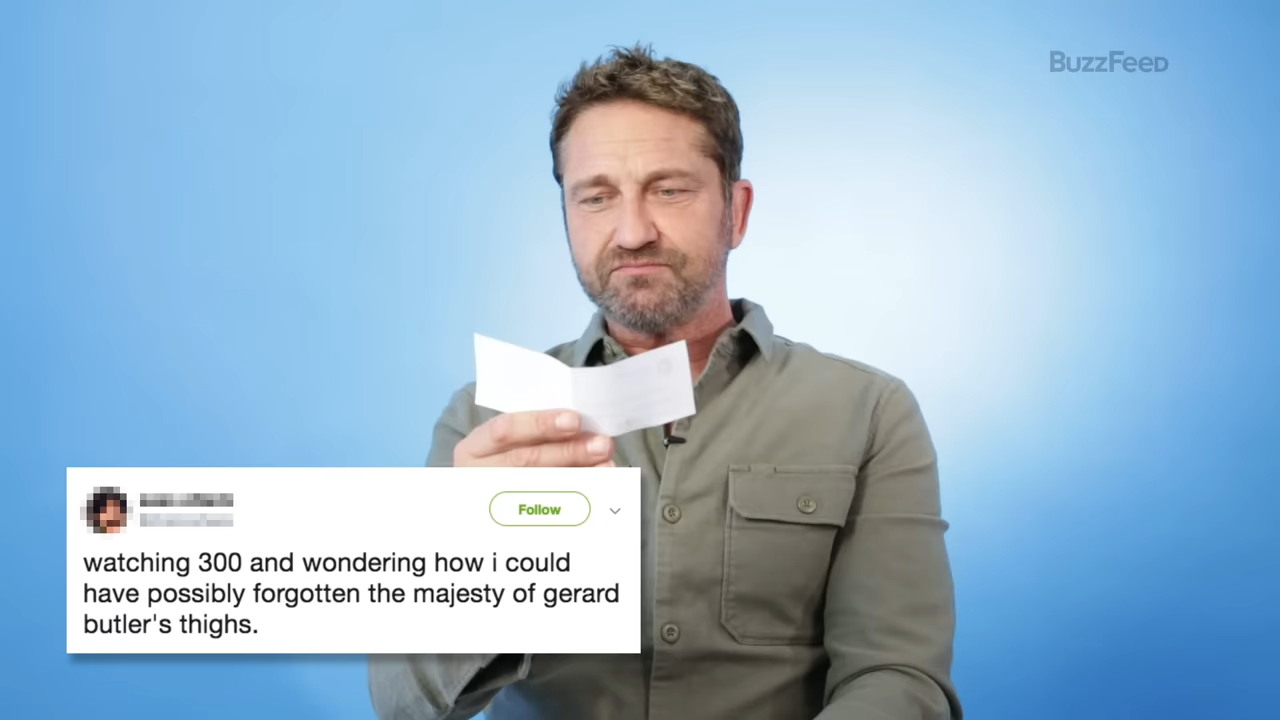 BuzzFeed
Follow
watching 300 and wondering how i could
have possibly forgotten the majesty of gerard
butler's thighs.